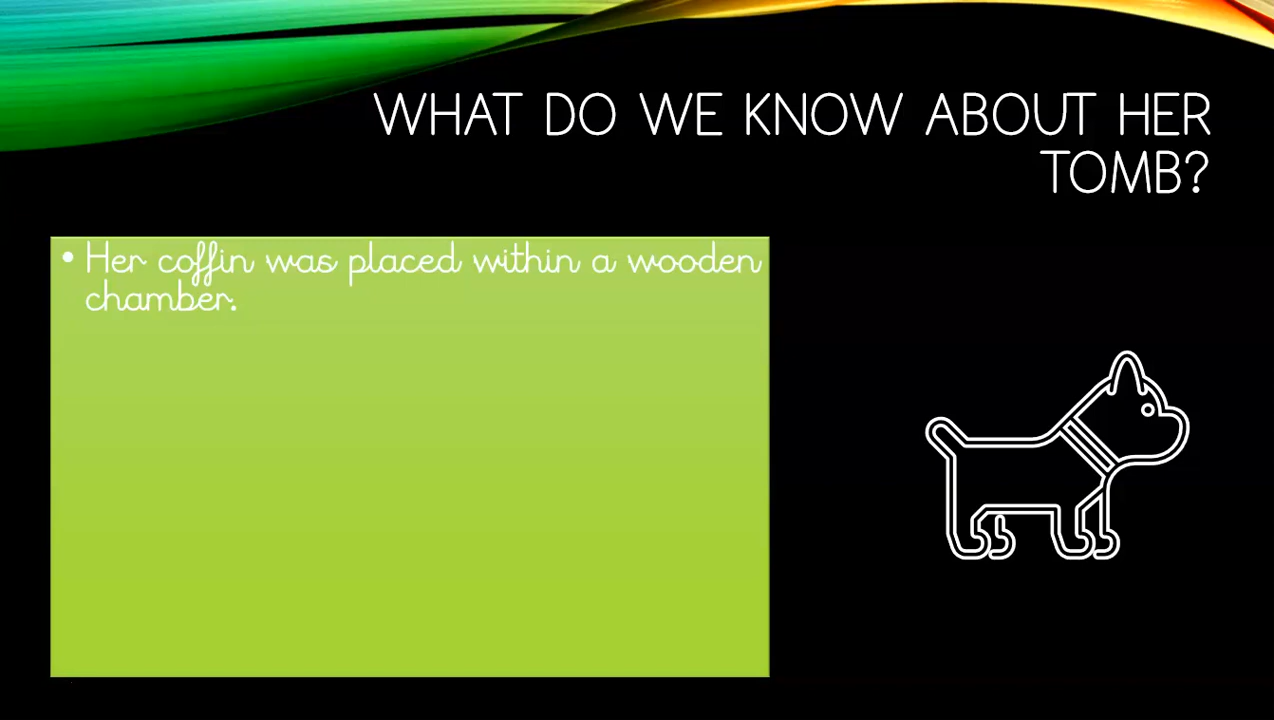 WHAT DO WE KNOW ABOUT HER
TOMB?
• Her coffin was placed within a wooden
chamber.